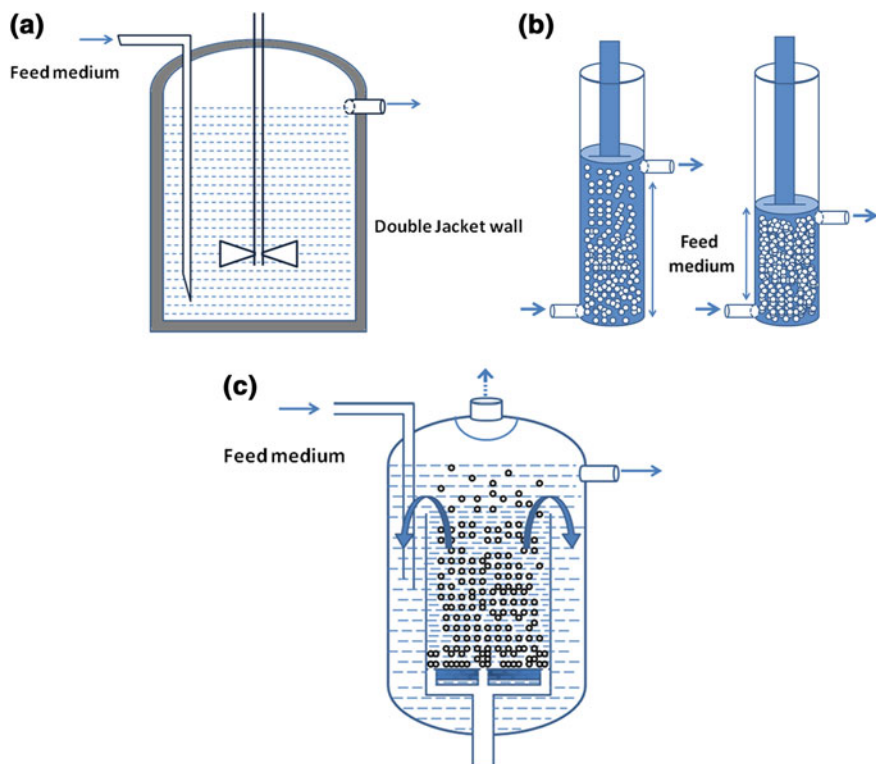 (a)
Feed medium
Double Jacket wall
(b)
Feed
medium
(c)
Feed medium